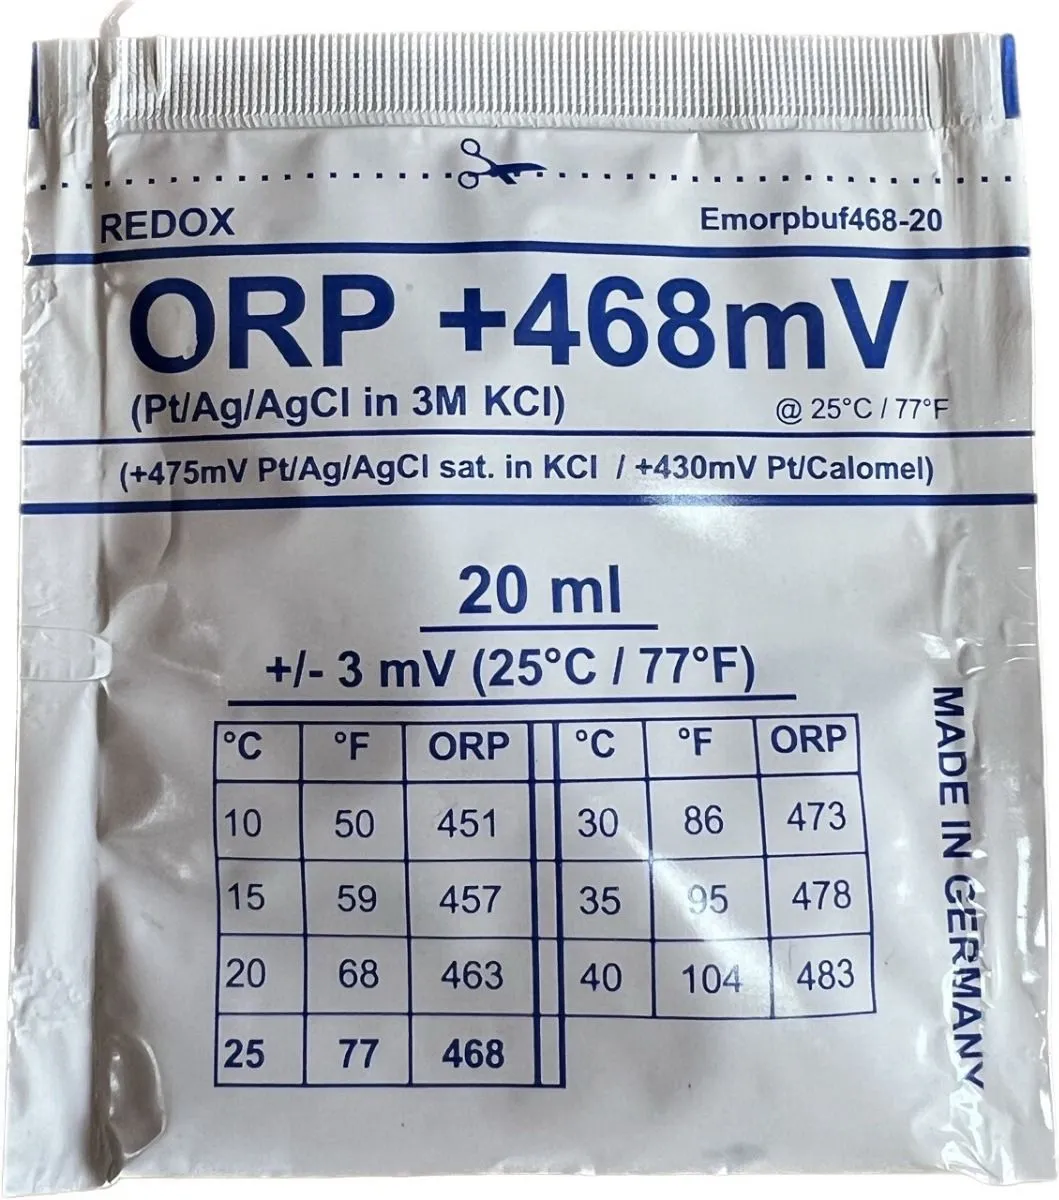 REDOX Emorpbuf468-20
ORP +468mV
(Pt/Ag/AgCl in 3M KCl) @ 25°C / 77°F
(+475mV Pt/Ag/AgCl sat. in KCl / +430mV Pt/Calomel)
20 ml
+/- 3 mV (25°C / 77°F)
°C °F ORP °C °F ORP
10 50 451 30 86 473
15 59 457 35 95 478
20 68 463 40 104 483
25 77 468
MADE IN GERMANY